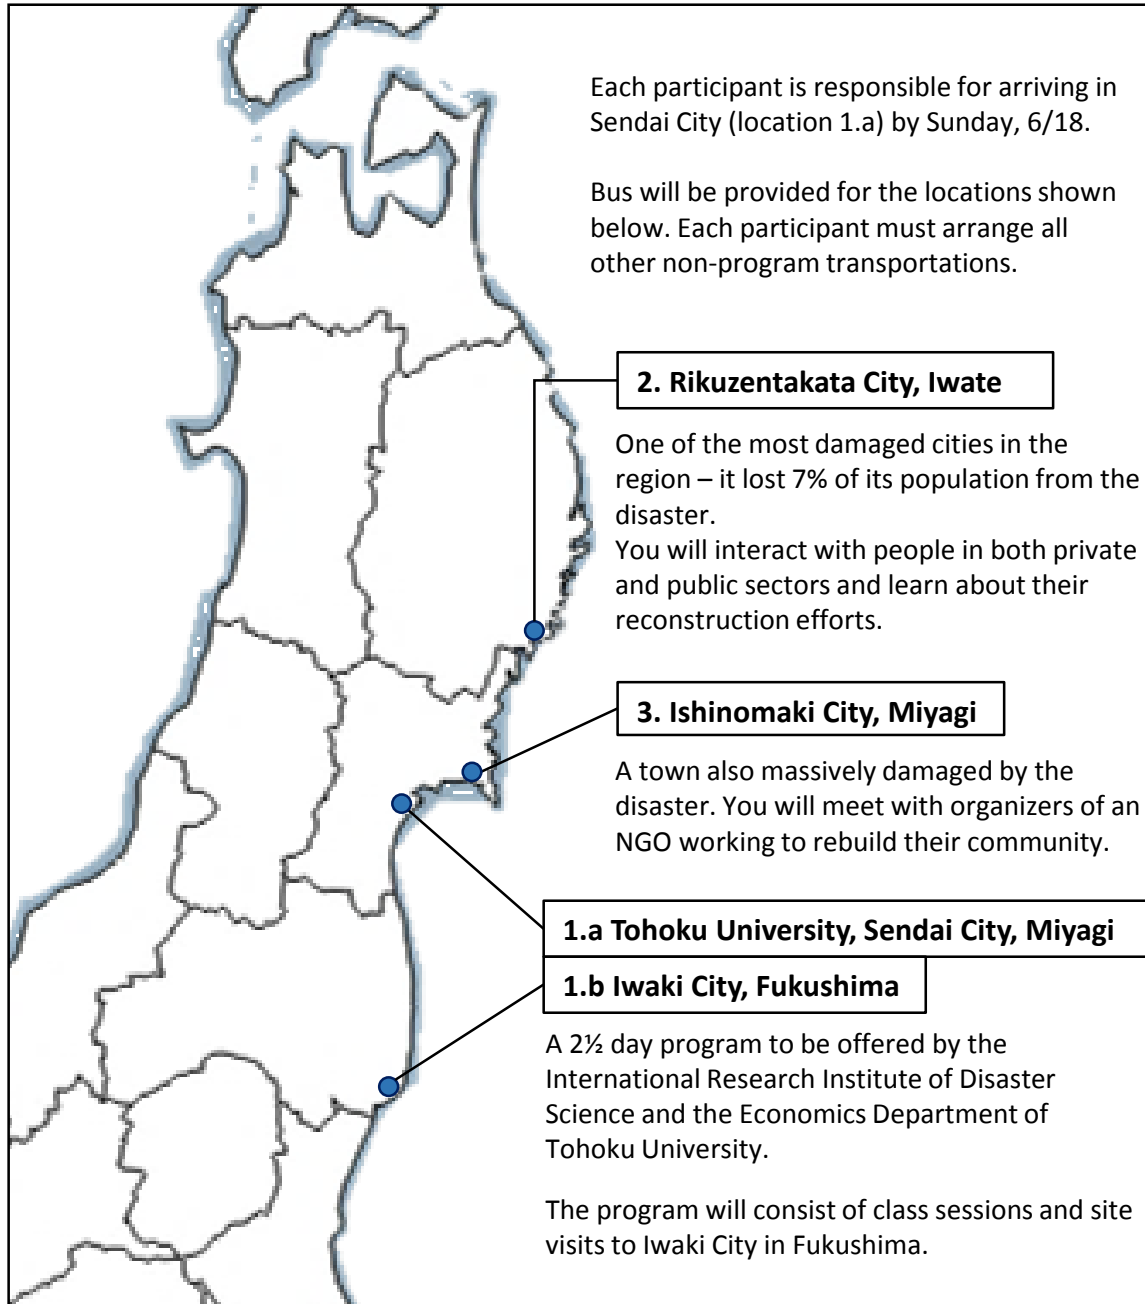 Each participant is responsible for arriving in
Sendai City (location 1.a) by Sunday, 6/18.
Bus will be provided for the locations shown
below. Each participant must arrange all
other non-program transportations.
2. Rikuzentakata City, Iwate
One of the most damaged cities in the
region – it lost 7% of its population from the
disaster.
You will interact with people in both private
and public sectors and learn about their
reconstruction efforts.
3. Ishinomaki City, Miyagi
A town also massively damaged by the
disaster. You will meet with organizers of an
NGO working to rebuild their community.
1.a Tohoku University, Sendai City, Miyagi
1.b Iwaki City, Fukushima
A 2½ day program to be offered by the
International Research Institute of Disaster
Science and the Economics Department of
Tohoku University.
The program will consist of class sessions and site
visits to Iwaki City in Fukushima.